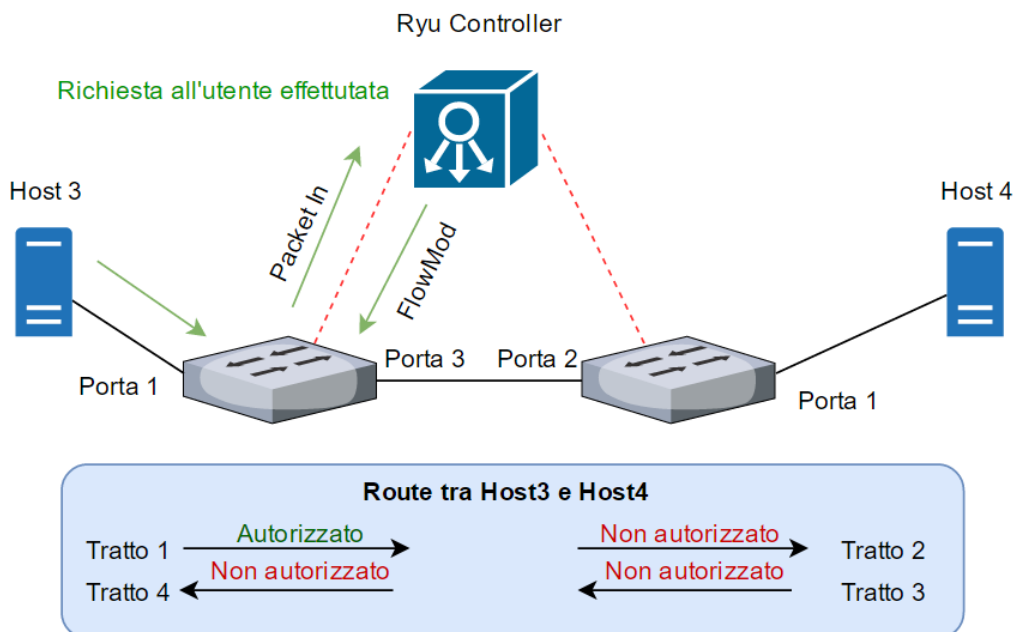 Ryu Controller
Richiesta all'utente effettutata
Host 3
Host 4
Packet In
FlowMod
Porta 1
Porta 3
Porta 2
Porta 1
Route tra Host3 e Host4
Tratto 1 Autorizzato Non autorizzato Tratto 2
Tratto 4 Non autorizzato Non autorizzato Tratto 3